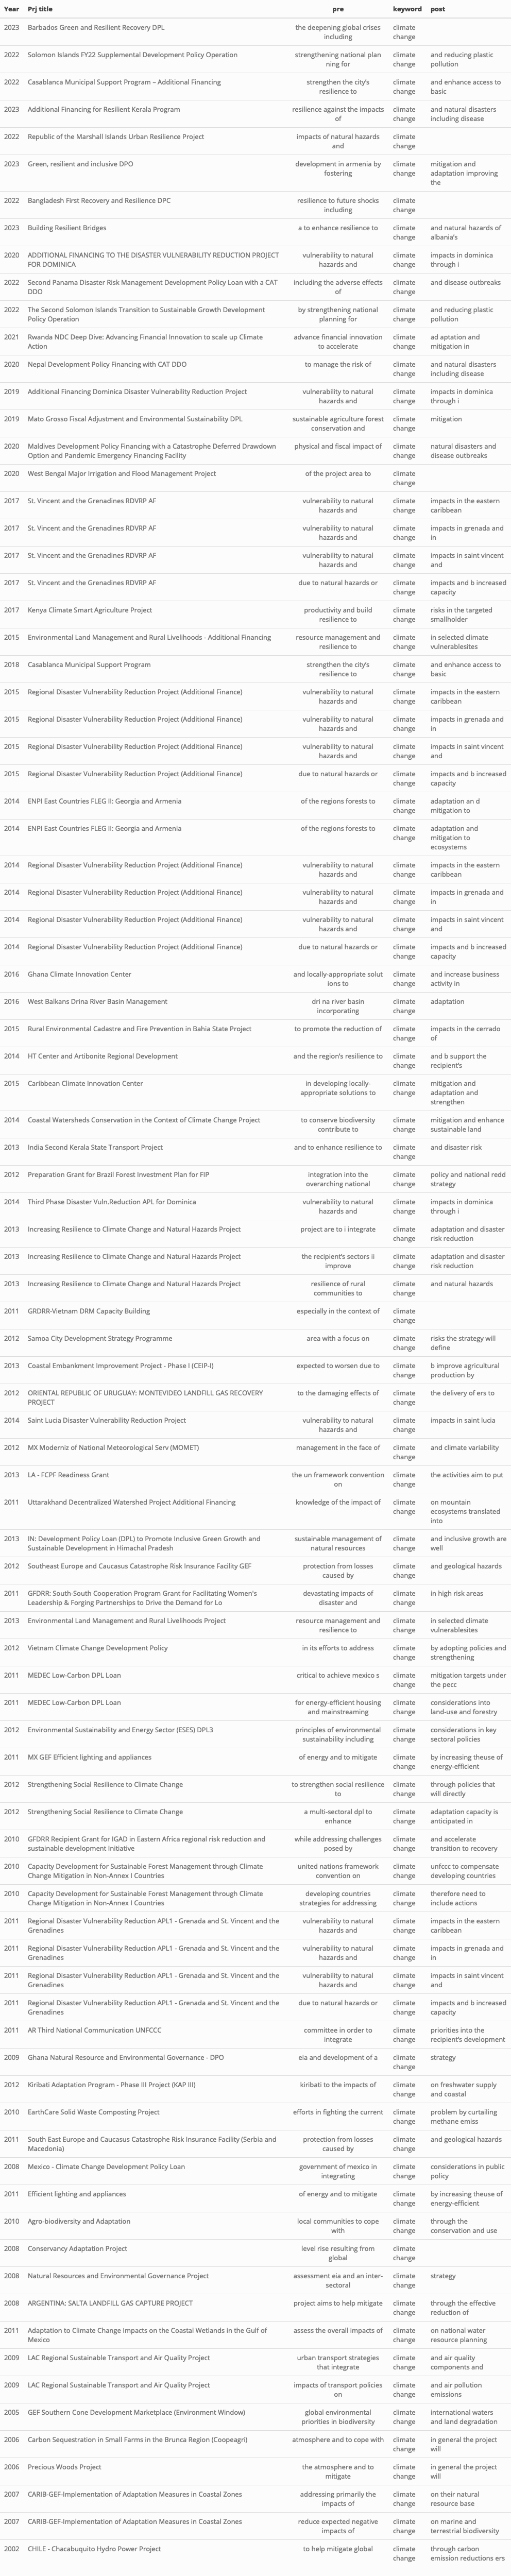 Year Prj title pre keyword post
2023 Barbados Green and Resilient Recovery DPL the deepening global crises climate
including change
2022 Solomon Islands FY22 Supplemental Development Policy Operation strengthening national plan climate and reducing plastic
ning for change pollution
2022 Casablanca Municipal Support Program – Additional Financing strengthen the city's climate and enhance access to
resilience to change basic
2023 Additional Financing for Resilient Kerala Program resilience against the impacts climate and natural disasters
of change including disease
2022 Republic of the Marshall Islands Urban Resilience Project impacts of natural hazards climate
and change
2023 Green, resilient and inclusive DPO development in armenia by climate mitigation and
fostering change adaptation improving
the
2022 Bangladesh First Recovery and Resilience DPC resilience to future shocks climate
including change
2023 Building Resilient Bridges a to enhance resilience to climate and natural hazards of
change albania's
2020 ADDITIONAL FINANCING TO THE DISASTER VULNERABILITY REDUCTION PROJECT vulnerability to natural climate impacts in dominica
FOR DOMINICA hazards and change through i
2022 Second Panama Disaster Risk Management Development Policy Loan with a CAT including the adverse effects climate and disease outbreaks
DDO of change
2022 The Second Solomon Islands Transition to Sustainable Growth Development by strengthening national climate and reducing plastic
Policy Operation planning for change pollution
2021 Rwanda NDC Deep Dive: Advancing Financial Innovation to scale up Climate advance financial innovation climate ad aptation and
Action to accelerate change mitigation in
2020 Nepal Development Policy Financing with CAT DDO to manage the risk of climate and natural disasters
change including disease
2019 Additional Financing Dominica Disaster Vulnerability Reduction Project vulnerability to natural climate impacts in dominica
hazards and change through i
2019 Mato Grosso Fiscal Adjustment and Environmental Sustainability DPL sustainable agriculture forest climate mitigation
conservation and change
2020 Maldives Development Policy Financing with a Catastrophe Deferred Drawdown physical and fiscal impact of climate natural disasters and
Option and Pandemic Emergency Financing Facility change disease outbreaks
2020 West Bengal Major Irrigation and Flood Management Project of the project area to climate
change
2017 St. Vincent and the Grenadines RDVRP AF vulnerability to natural climate impacts in the eastern
hazards and change caribbean
2017 St. Vincent and the Grenadines RDVRP AF vulnerability to natural climate impacts in grenada and
hazards and change in
2017 St. Vincent and the Grenadines RDVRP AF vulnerability to natural climate impacts in saint vincent
hazards and change and
2017 St. Vincent and the Grenadines RDVRP AF due to natural hazards or climate impacts and b increased
change capacity
2017 Kenya Climate Smart Agriculture Project productivity and build climate risks in the targeted
resilience to change smallholder
2015 Environmental Land Management and Rural Livelihoods - Additional Financing resource management and climate in selected climate
resilience to change vulnerablesites
2018 Casablanca Municipal Support Program strengthen the city's climate and enhance access to
resilience to change basic
2015 Regional Disaster Vulnerability Reduction Project (Additional Finance) vulnerability to natural climate impacts in the eastern
hazards and change caribbean
2015 Regional Disaster Vulnerability Reduction Project (Additional Finance) vulnerability to natural climate impacts in grenada and
hazards and change in
2015 Regional Disaster Vulnerability Reduction Project (Additional Finance) vulnerability to natural climate impacts in saint vincent
hazards and change and
2015 Regional Disaster Vulnerability Reduction Project (Additional Finance) due to natural hazards or climate impacts and b increased
change capacity
2014 ENPI East Countries FLEG II: Georgia and Armenia of the regions forests to climate adaptation an d
change mitigation to
2014 ENPI East Countries FLEG II: Georgia and Armenia of the regions forests to climate adaptation and
change mitigation to
ecosystems
2014 Regional Disaster Vulnerability Reduction Project (Additional Finance) vulnerability to natural climate impacts in the eastern
hazards and change caribbean
2014 Regional Disaster Vulnerability Reduction Project (Additional Finance) vulnerability to natural climate impacts in grenada and
hazards and change in
2014 Regional Disaster Vulnerability Reduction Project (Additional Finance) vulnerability to natural climate impacts in saint vincent
hazards and change and
2014 Regional Disaster Vulnerability Reduction Project (Additional Finance) due to natural hazards or climate impacts and b increased
change capacity
2016 Ghana Climate Innovation Center and locally-appropriate solut climate and increase business
ions to change activity in
2016 West Balkans Drina River Basin Management dri na river basin climate adaptation
incorporating change
2015 Rural Environmental Cadastre and Fire Prevention in Bahia State Project to promote the reduction of climate impacts in the cerrado
change of
2014 HT Center and Artibonite Regional Development and the region's resilience to climate and b support the
change recipient's
2015 Caribbean Climate Innovation Center in developing locally- climate mitigation and
appropriate solutions to change adaptation and
strengthen
2014 Coastal Watersheds Conservation in the Context of Climate Change Project to conserve biodiversity climate mitigation and enhance
contribute to change sustainable land
2013 India Second Kerala State Transport Project and to enhance resilience to climate and disaster risk
change
2012 Preparation Grant for Brazil Forest Investment Plan for FIP integration into the climate policy and national redd
overarching national change strategy
2014 Third Phase Disaster Vuln.Reduction APL for Dominica vulnerability to natural climate impacts in dominica
hazards and change through i
2013 Increasing Resilience to Climate Change and Natural Hazards Project project are to i integrate climate adaptation and disaster
change risk reduction
2013 Increasing Resilience to Climate Change and Natural Hazards Project the recipient's sectors ii climate adaptation and disaster
improve change risk reduction
2013 Increasing Resilience to Climate Change and Natural Hazards Project resilience of rural climate and natural hazards
communities to change
2011 GRDRR-Vietnam DRM Capacity Building especially in the context of climate
change
2012 Samoa City Development Strategy Programme area with a focus on climate risks the strategy will
change define
2013 Coastal Embankment Improvement Project - Phase I (CEIP-I) expected to worsen due to climate b improve agricultural
change production by
2012 ORIENTAL REPUBLIC OF URUGUAY: MONTEVIDEO LANDFILL GAS RECOVERY to the damaging effects of climate the delivery of ers to
PROJECT change
2014 Saint Lucia Disaster Vulnerability Reduction Project vulnerability to natural climate impacts in saint lucia
hazards and change
2012 MX Moderniz of National Meteorological Serv (MOMET) management in the face of climate and climate variability
change
2013 LA - FCPF Readiness Grant the un framework convention climate the activities aim to put
on change
2011 Uttarakhand Decentralized Watershed Project Additional Financing knowledge of the impact of climate on mountain
change ecosystems translated
into
2013 IN: Development Policy Loan (DPL) to Promote Inclusive Green Growth and sustainable management of climate and inclusive growth are
Sustainable Development in Himachal Pradesh natural resources change well
2012 Southeast Europe and Caucasus Catastrophe Risk Insurance Facility GEF protection from losses climate and geological hazards
caused by change
2011 GFDRR: South-South Cooperation Program Grant for Facilitating Women's devastating impacts of climate in high risk areas
Leadership & Forging Partnerships to Drive the Demand for Lo disaster and change
2013 Environmental Land Management and Rural Livelihoods Project resource management and climate in selected climate
resilience to change vulnerablesites
2012 Vietnam Climate Change Development Policy in its efforts to address climate by adopting policies and
change strengthening
2011 MEDEC Low-Carbon DPL Loan critical to achieve mexico s climate mitigation targets under
change the pecc
2011 MEDEC Low-Carbon DPL Loan for energy-efficient housing climate considerations into
and mainstreaming change land-use and forestry
2012 Environmental Sustainability and Energy Sector (ESES) DPL3 principles of environmental climate considerations in key
sustainability including change sectoral policies
2011 MX GEF Efficient lighting and appliances of energy and to mitigate climate by increasing theuse of
change energy-efficient
2012 Strengthening Social Resilience to Climate Change to strengthen social resilience climate through policies that
to change will directly
2012 Strengthening Social Resilience to Climate Change a multi-sectoral dpl to climate adaptation capacity is
enhance change anticipated in
2010 GFDRR Recipient Grant for IGAD in Eastern Africa regional risk reduction and while addressing challenges climate and accelerate
sustainable development Initiative posed by change transition to recovery
2010 Capacity Development for Sustainable Forest Management through Climate united nations framework climate unfccc to compensate
Change Mitigation in Non-Annex I Countries convention on change developing countries
2010 Capacity Development for Sustainable Forest Management through Climate developing countries climate therefore need to
Change Mitigation in Non-Annex I Countries strategies for addressing change include actions
2011 Regional Disaster Vulnerability Reduction APL1 - Grenada and St. Vincent and the vulnerability to natural climate impacts in the eastern
Grenadines hazards and change caribbean
2011 Regional Disaster Vulnerability Reduction APL1 - Grenada and St. Vincent and the vulnerability to natural climate impacts in grenada and
Grenadines hazards and change in
2011 Regional Disaster Vulnerability Reduction APL1 - Grenada and St. Vincent and the vulnerability to natural climate impacts in saint vincent
Grenadines hazards and change and
2011 Regional Disaster Vulnerability Reduction APL1 - Grenada and St. Vincent and the due to natural hazards or climate impacts and b increased
Grenadines change capacity
2011 AR Third National Communication UNFCCC committee in order to climate priorities into the
integrate change recipient's development
2009 Ghana Natural Resource and Environmental Governance - DPO eia and development of a climate strategy
change
2012 Kiribati Adaptation Program - Phase III Project (KAP III) kiribati to the impacts of climate on freshwater supply
change and coastal
2010 EarthCare Solid Waste Composting Project efforts in fighting the current climate problem by curtailing
change methane emiss
2011 South East Europe and Caucasus Catastrophe Risk Insurance Facility (Serbia and protection from losses climate and geological hazards
Macedonia) caused by change
2008 Mexico - Climate Change Development Policy Loan government of mexico in climate considerations in public
integrating change policy
2011 Efficient lighting and appliances of energy and to mitigate climate by increasing theuse of
change energy-efficient
2010 Agro-biodiversity and Adaptation local communities to cope climate through the
with change conservation and use
2008 Conservancy Adaptation Project level rise resulting from climate
global change
2008 Natural Resources and Environmental Governance Project assessment eia and an inter- climate strategy
sectoral change
2008 ARGENTINA: SALTA LANDFILL GAS CAPTURE PROJECT project aims to help mitigate climate through the effective
change reduction of
2011 Adaptation to Climate Change Impacts on the Coastal Wetlands in the Gulf of assess the overall impacts of climate on national water
Mexico change resource planning
2009 LAC Regional Sustainable Transport and Air Quality Project urban transport strategies climate and air quality
that integrate change components and
2009 LAC Regional Sustainable Transport and Air Quality Project impacts of transport policies climate and air pollution
on change emissions
2005 GEF Southern Cone Development Marketplace (Environment Window) global environmental climate international waters
priorities in biodiversity change and land degradation
2006 Carbon Sequestration in Small Farms in the Brunca Region (Coopeagri) atmosphere and to cope with climate in general the project
change will
2006 Precious Woods Project the atmosphere and to climate in general the project
mitigate change will
2007 CARIB-GEF-Implementation of Adaptation Measures in Coastal Zones addressing primarily the climate on their natural
impacts of change resource base
2007 CARIB-GEF-Implementation of Adaptation Measures in Coastal Zones reduce expected negative climate on marine and
impacts of change terrestrial biodiversity
2002 CHILE - Chacabuquito Hydro Power Project to help mitigate global climate through carbon
change emission reductions ers